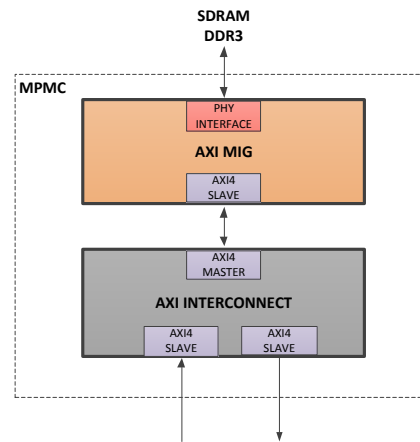 SDRAM
DDR3
MPMC
PHY
INTERFACE
AXI MIG
AXI4
SLAVE
AXI4
MASTER
AXI INTERCONNECT
AXI4
SLAVE
AXI4
SLAVE